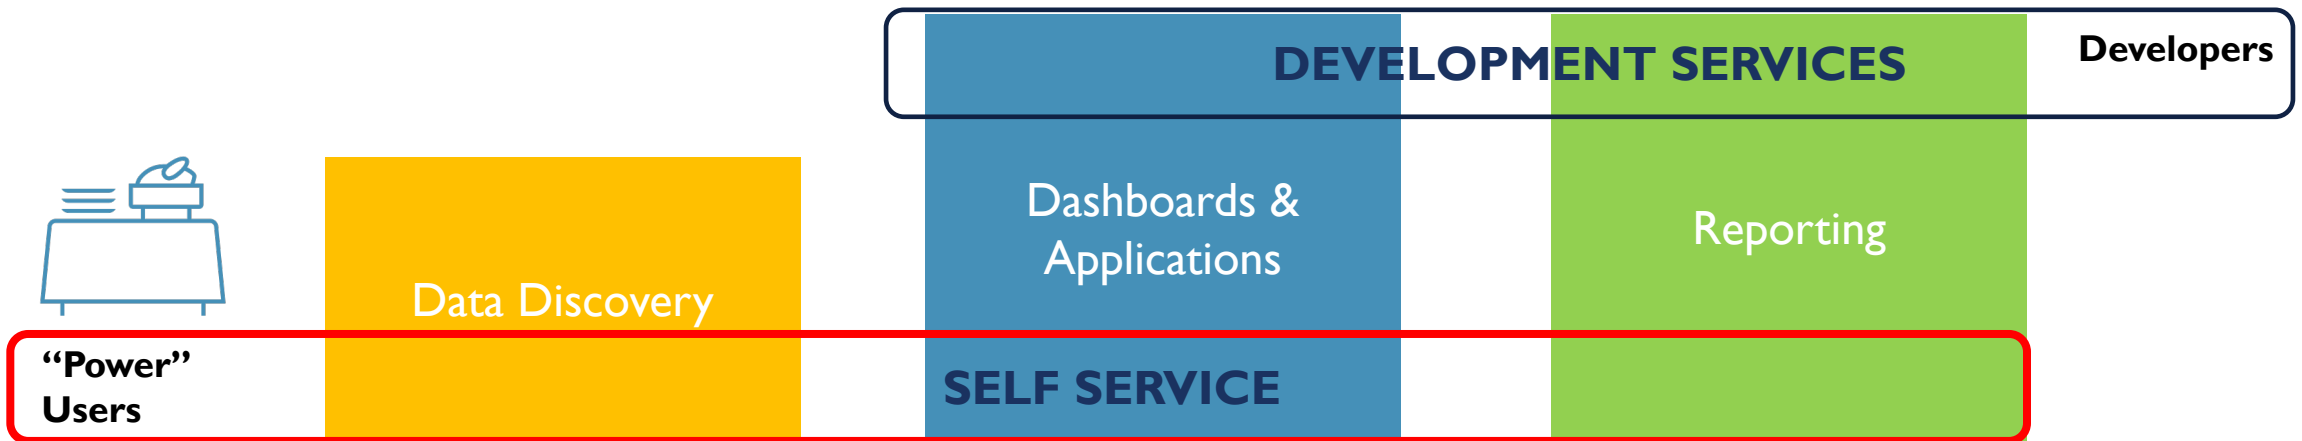 DEVELOPMENT SERVICES
Developers
Dashboards &
Applications
Reporting
Data Discovery
“Power”
Users
SELF SERVICE